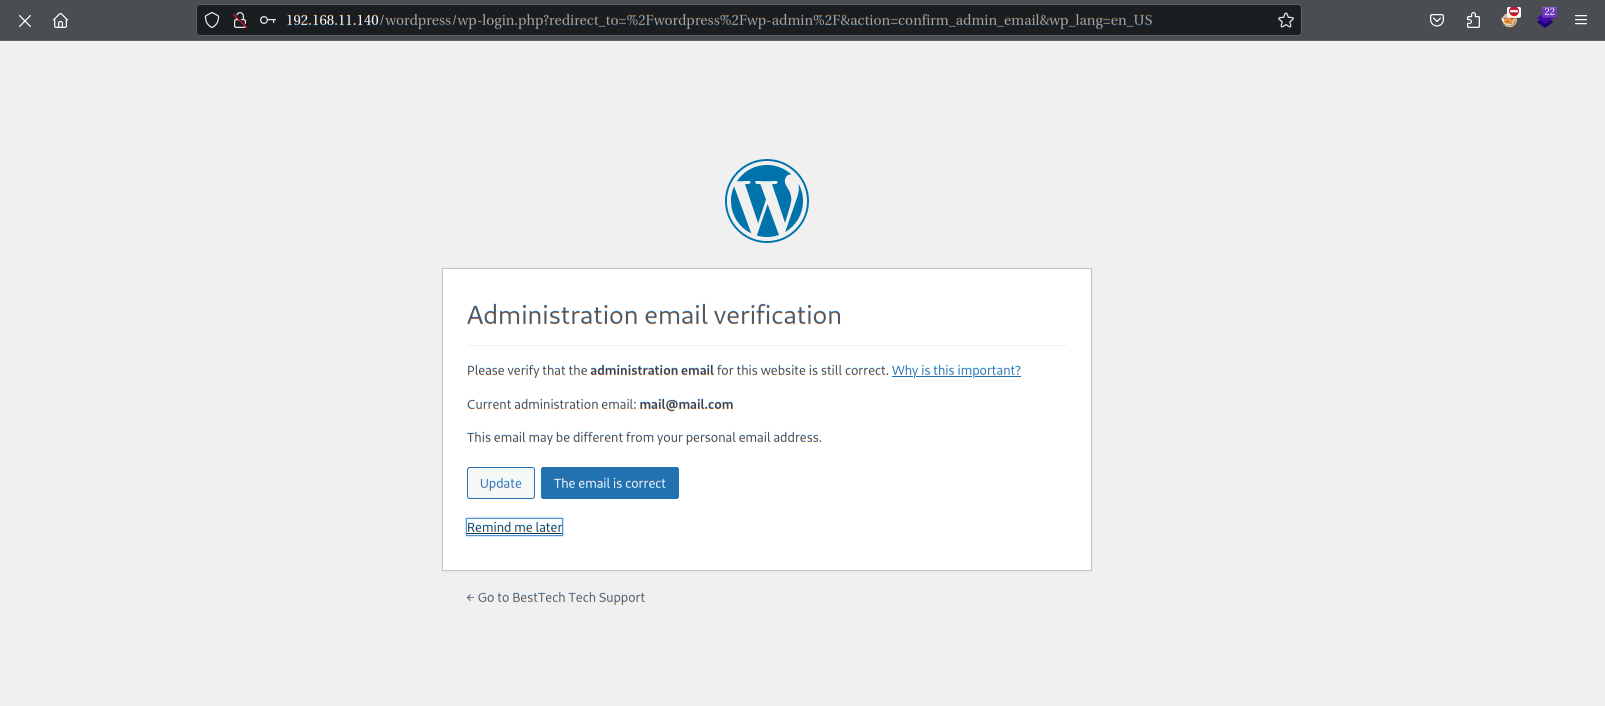 192.168.11.140/wordpress/wp-login.php?redirect_to=%2Fwordpress%2Fwp-admin%2F&action=confirm_admin_email&wp_lang=en_US
22
Administration email verification
Please verify that the administration email for this website is still correct. Why is this important?
Current administration email: mail@mail.com
This email may be different from your personal email address.
Update The email is correct
Remind me later
← Go to BestTech Tech Support